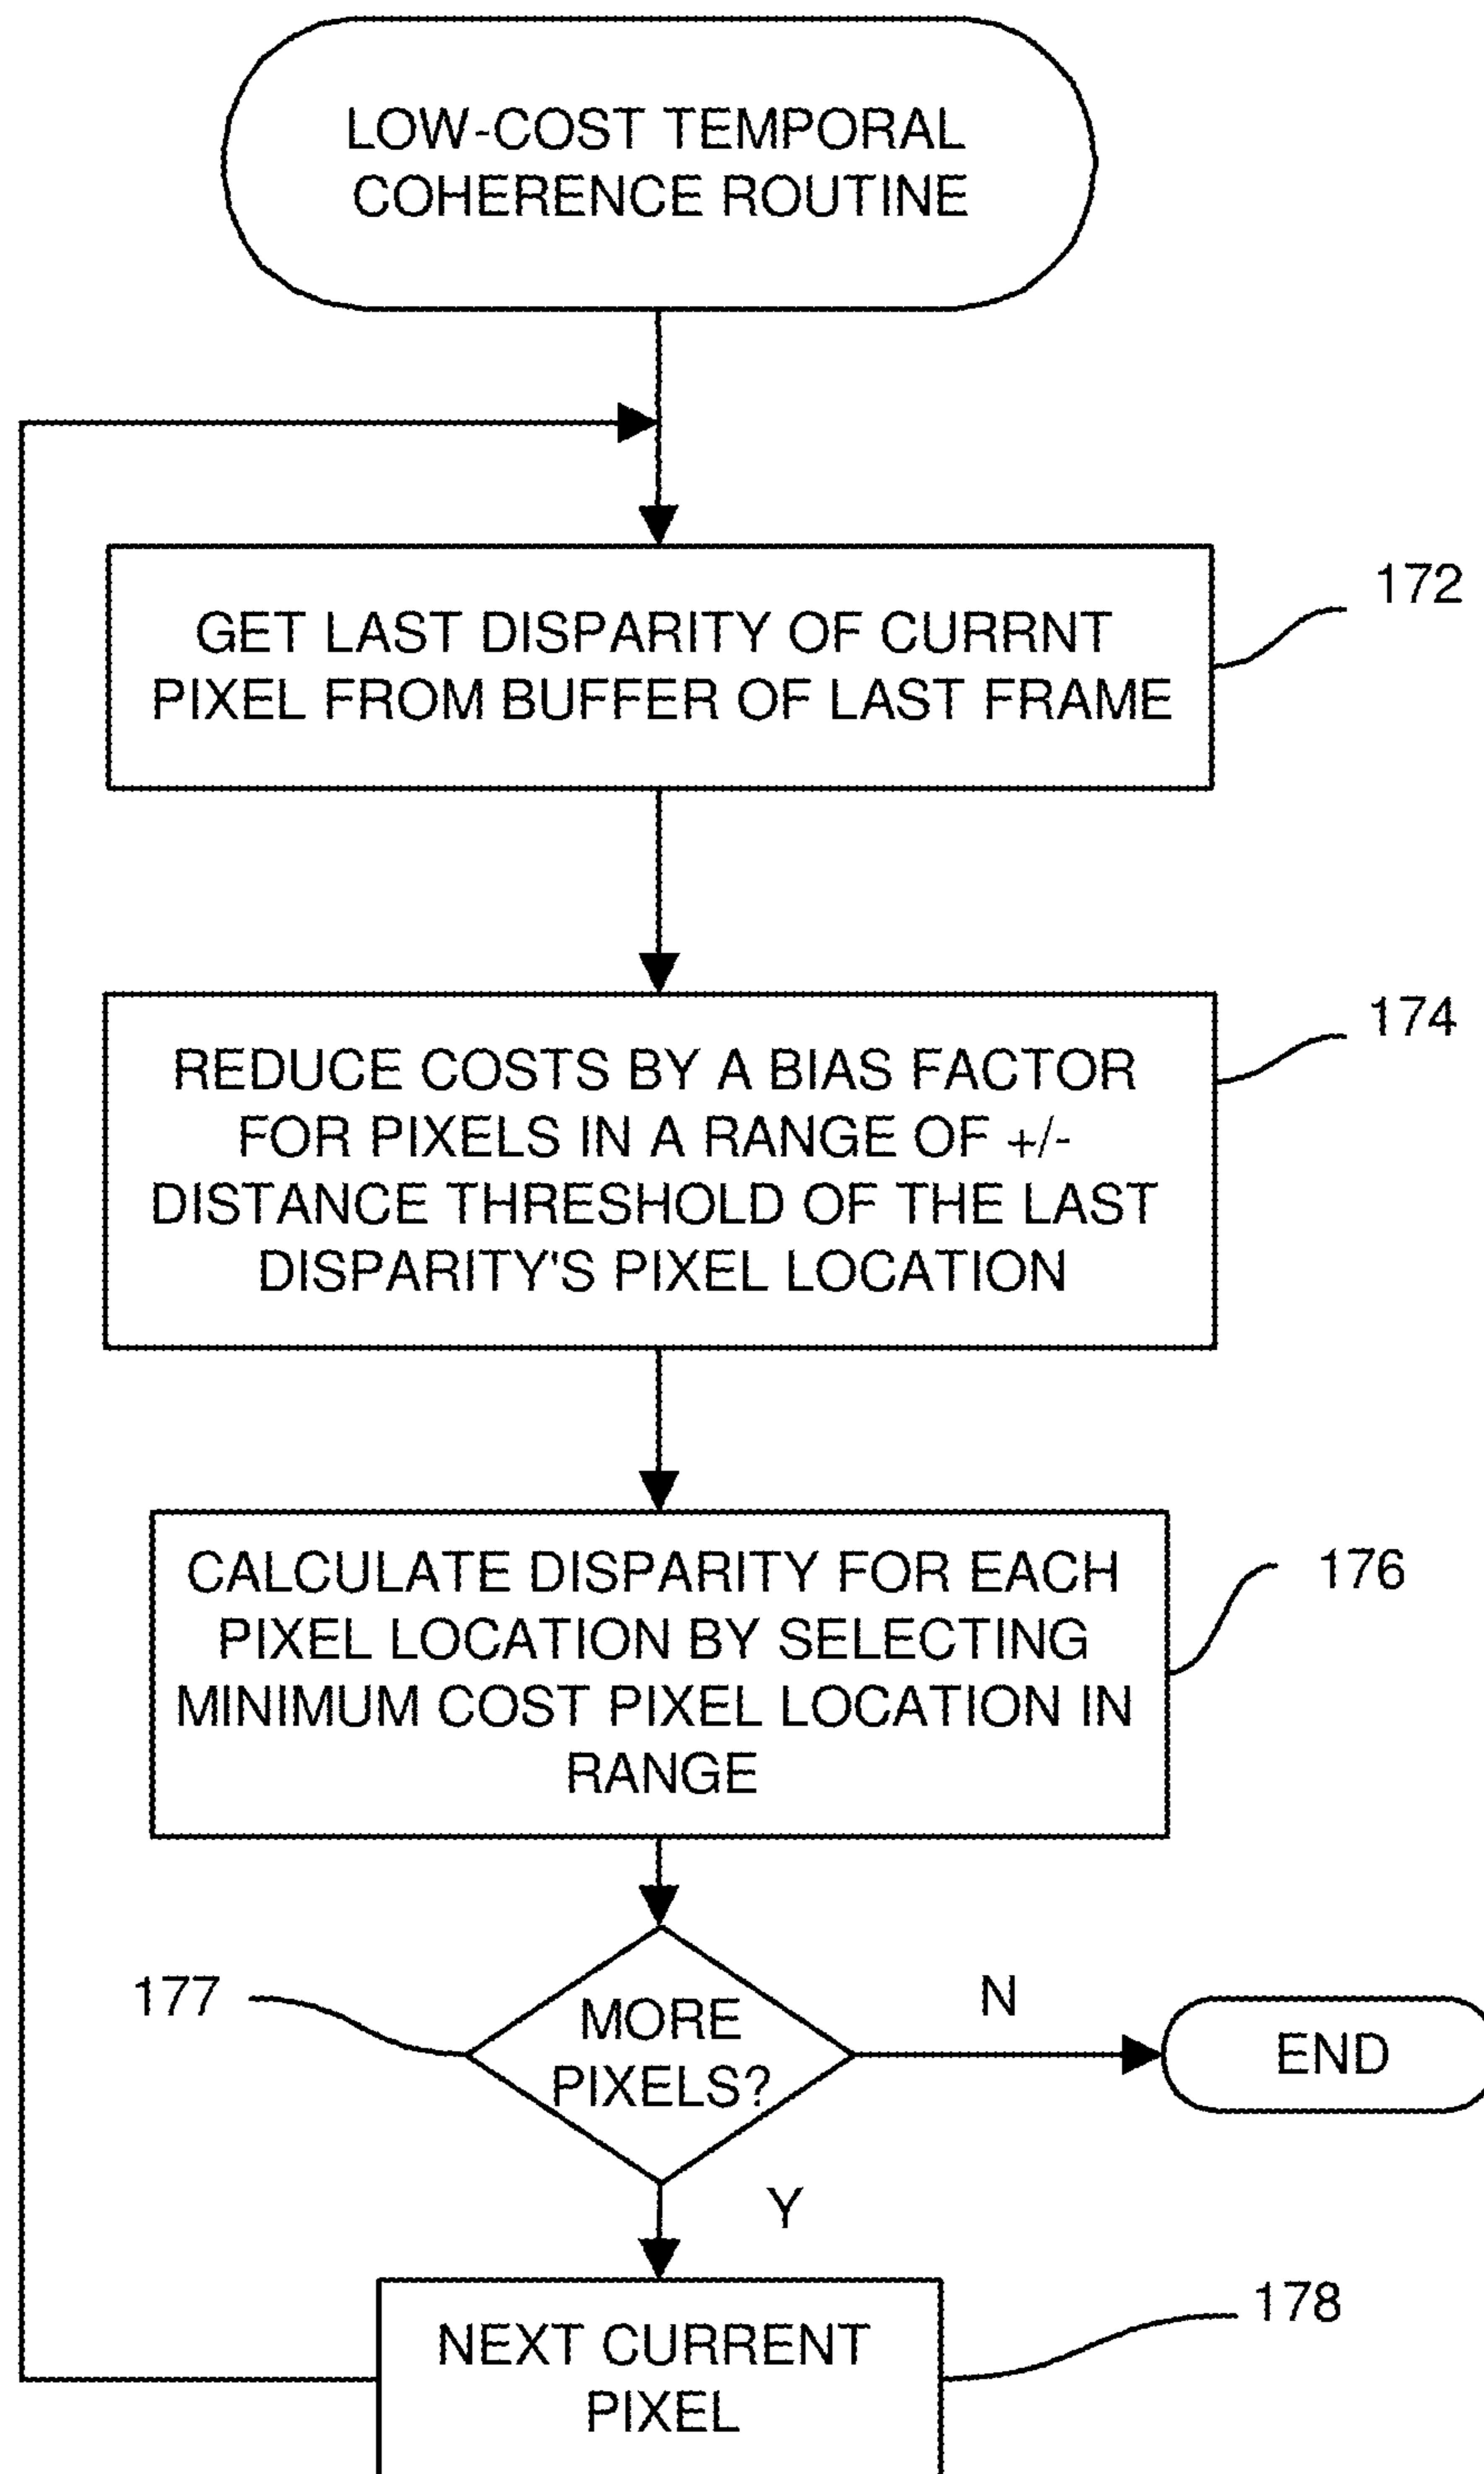 LOW-COST TEMPORAL
COHERENCE ROUTINE
GET LAST DISPARITY OF CURRNT
PIXEL FROM BUFFER OF LAST FRAME
172
REDUCE COSTS BY A BIAS FACTOR
FOR PIXELS IN A RANGE OF +/-
DISTANCE THRESHOLD OF THE LAST
DISPARITY'S PIXEL LOCATION
174
CALCULATE DISPARITY FOR EACH
PIXEL LOCATION BY SELECTING
MINIMUM COST PIXEL LOCATION IN
RANGE
176
177
MORE
PIXELS?
N
END
Y
NEXT CURRENT
PIXEL
178